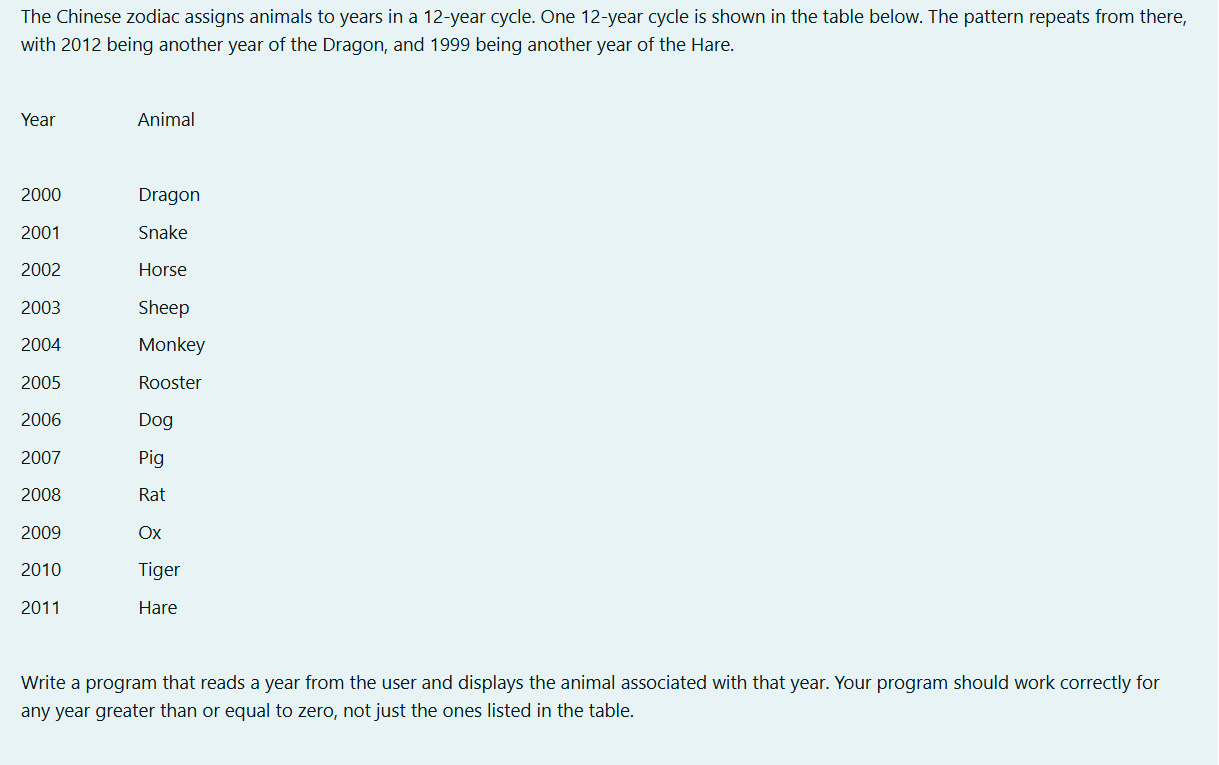 The Chinese zodiac assigns animals to years in a 12-year cycle. One 12-year cycle is shown in the table below. The pattern repeats from there,
with 2012 being another year of the Dragon, and 1999 being another year of the Hare.
Year Animal
2000 Dragon
2001 Snake
2002 Horse
2003 Sheep
2004 Monkey
2005 Rooster
2006 Dog
2007 Pig
2008 Rat
2009 Ox
2010 Tiger
2011 Hare
Write a program that reads a year from the user and displays the animal associated with that year. Your program should work correctly for
any year greater than or equal to zero, not just the ones listed in the table.